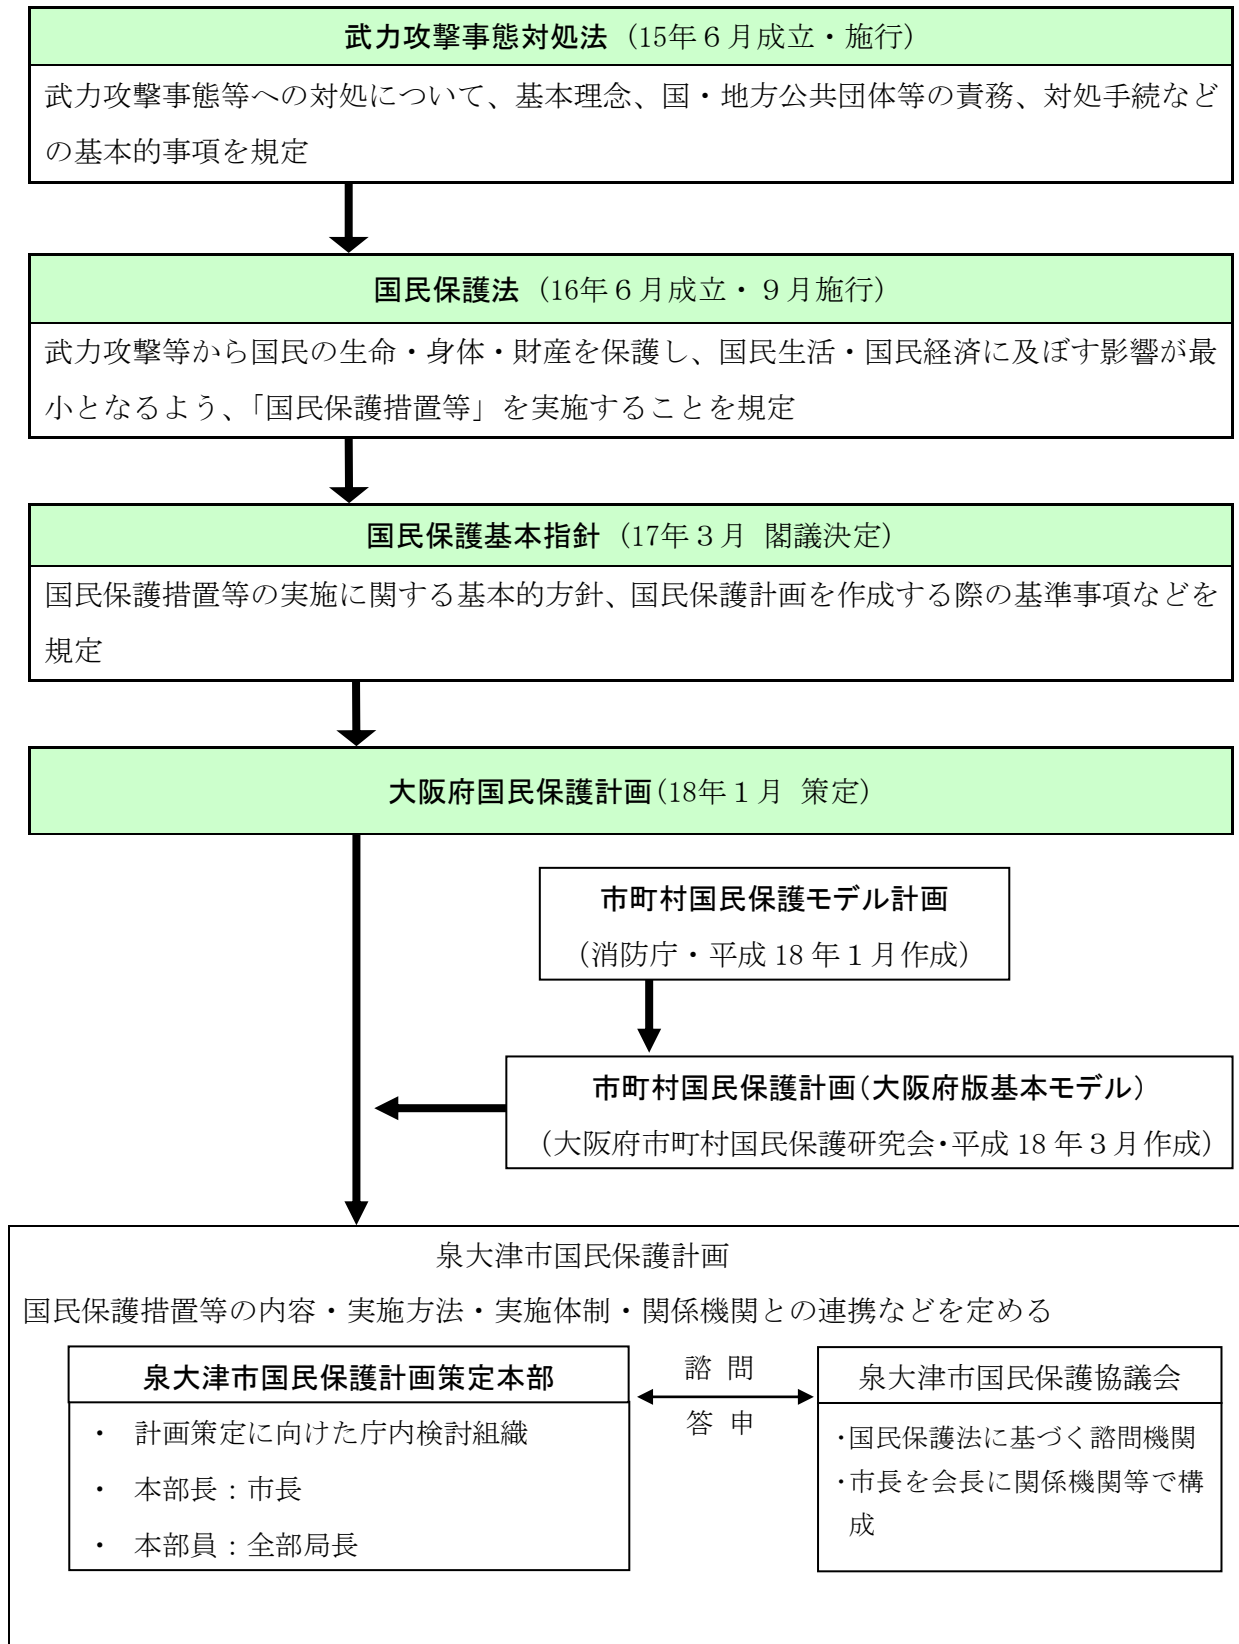 武力攻撃事態対処法（15年６月成立・施行）
武力攻撃事態等への対処について、基本理念、国・地方公共団体等の責務、対処手続など
の基本的事項を規定
国民保護法（16年６月成立・９月施行）
武力攻撃等から国民の生命・身体・財産を保護し、国民生活・国民経済に及ぼす影響が最
小となるよう、「国民保護措置等」を実施することを規定
国民保護基本指針（17年３月 閣議決定）
国民保護措置等の実施に関する基本的方針、国民保護計画を作成する際の基準事項などを
規定
大阪府国民保護計画（18年１月 策定）
市町村国民保護モデル計画
（消防庁・平成 18 年１月作成）
市町村国民保護計画（大阪府版基本モデル）
（大阪府市町村国民保護研究会・平成 18 年３月作成）
泉大津市国民保護計画
国民保護措置等の内容・実施方法・実施体制・関係機関との連携などを定める
泉大津市国民保護計画策定本部
・ 計画策定に向けた庁内検討組織
・ 本部長：市長
・ 本部員：全部局長
諮 問
答 申
泉大津市国民保護協議会
・国民保護法に基づく諮問機関
・市長を会長に関係機関等で構
成